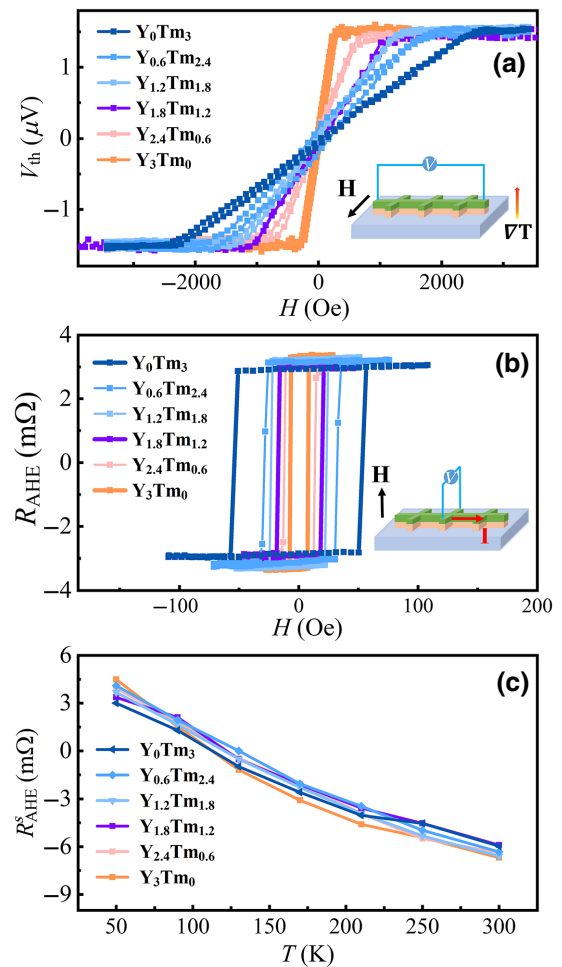 (a)
Y0Tm3
Y0.6Tm2.4
Y1.2Tm1.8
Y1.8Tm1.2
Y2.4Tm0.6
Y3Tm0
Vth (μV)
1
0
−1
V
H
∇T
−2000
0
2000
H (Oe)
(b)
Y0Tm3
Y0.6Tm2.4
Y1.2Tm1.8
Y1.8Tm1.2
Y2.4Tm0.6
Y3Tm0
RAHE (mΩ)
4
2
0
−2
−4
H
V
I
−100
0
100
200
H (Oe)
(c)
Y0Tm3
Y0.6Tm2.4
Y1.2Tm1.8
Y1.8Tm1.2
Y2.4Tm0.6
Y3Tm0
RsAHE (mΩ)
6
3
0
−3
−6
−9
50
100
150
200
250
300
T (K)